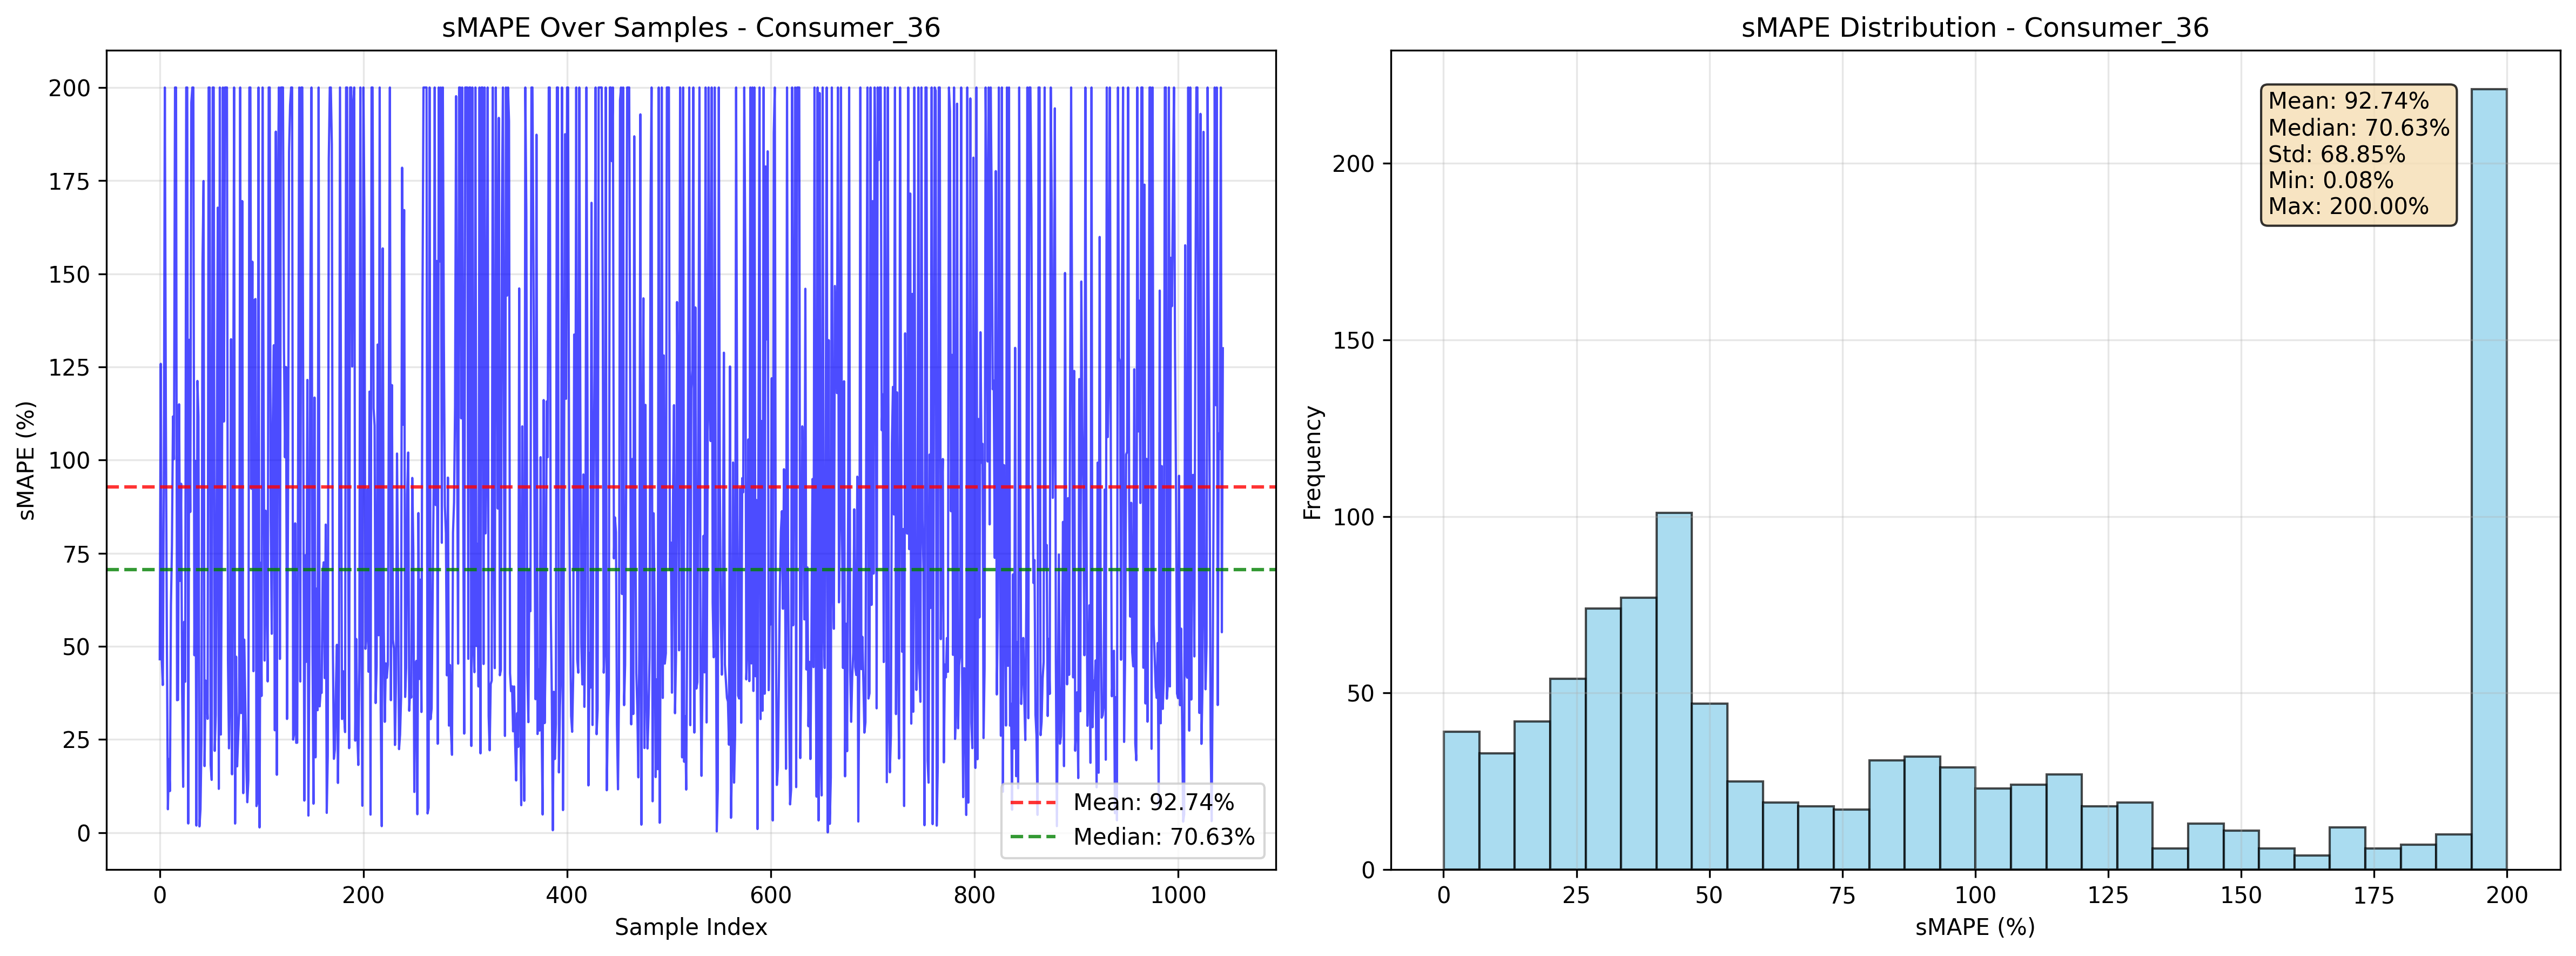 sMAPE Over Samples - Consumer_36
sMAPE (%)
200
175
150
125
100
75
50
25
0
0 200 400 600 800 1000
Sample Index
Mean: 92.74%
Median: 70.63%
sMAPE Distribution - Consumer_36
Frequency
200
150
100
50
0
0 25 50 75 100 125 150 175 200
sMAPE (%)
Mean: 92.74%
Median: 70.63%
Std: 68.85%
Min: 0.08%
Max: 200.00%